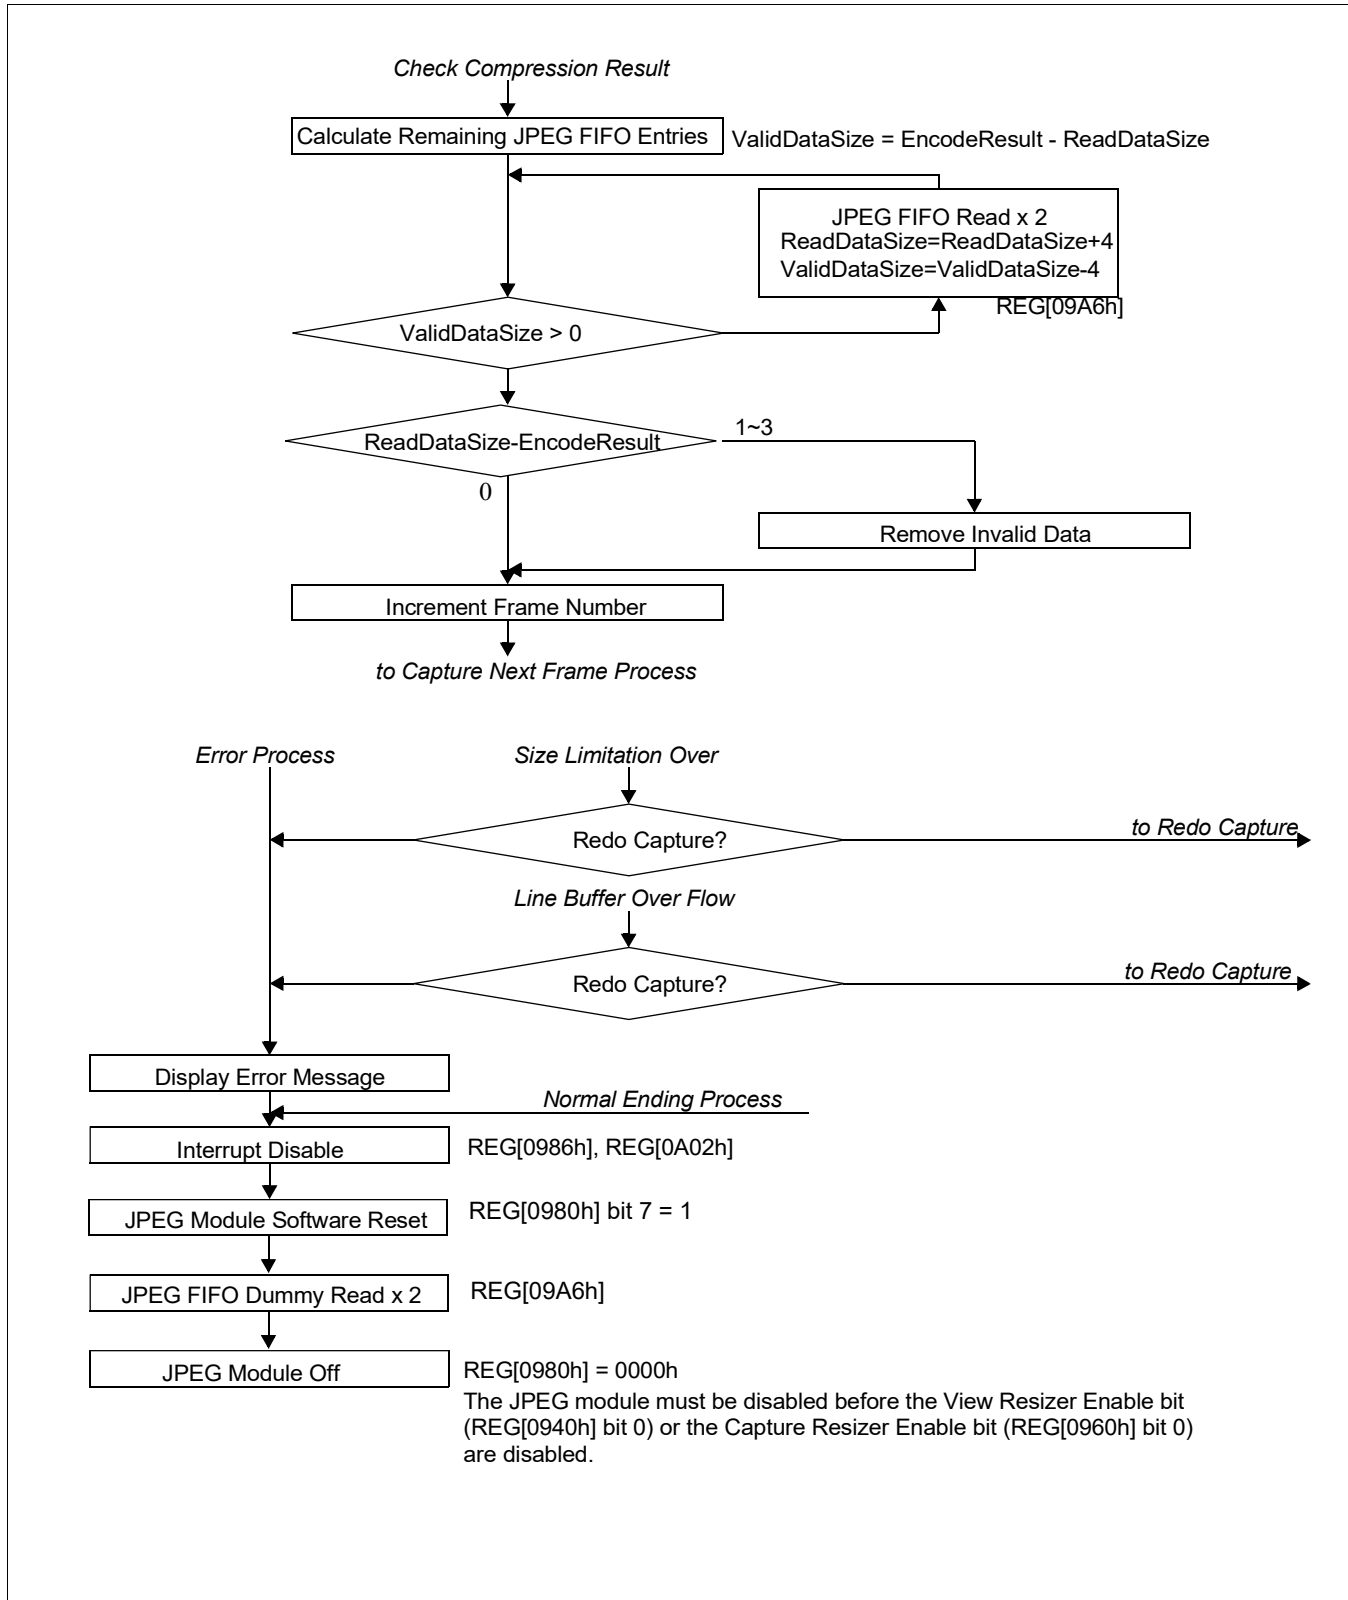 Check Compression Result
Calculate Remaining JPEG FIFO Entries
ValidDataSize = EncodeResult - ReadDataSize
JPEG FIFO Read x 2
ReadDataSize=ReadDataSize+4
ValidDataSize=ValidDataSize-4
REG[09A6h]
ValidDataSize > 0
ReadDataSize-EncodeResult
1~3
0
Remove Invalid Data
Increment Frame Number
to Capture Next Frame Process
Error Process
Size Limitation Over
Redo Capture?
to Redo Capture
Line Buffer Over Flow
Redo Capture?
to Redo Capture
Display Error Message
Normal Ending Process
Interrupt Disable
REG[0986h], REG[0A02h]
JPEG Module Software Reset
REG[0980h] bit 7 = 1
JPEG FIFO Dummy Read x 2
REG[09A6h]
JPEG Module Off
REG[0980h] = 0000h
The JPEG module must be disabled before the View Resizer Enable bit
(REG[0940h] bit 0) or the Capture Resizer Enable bit (REG[0960h] bit 0)
are disabled.